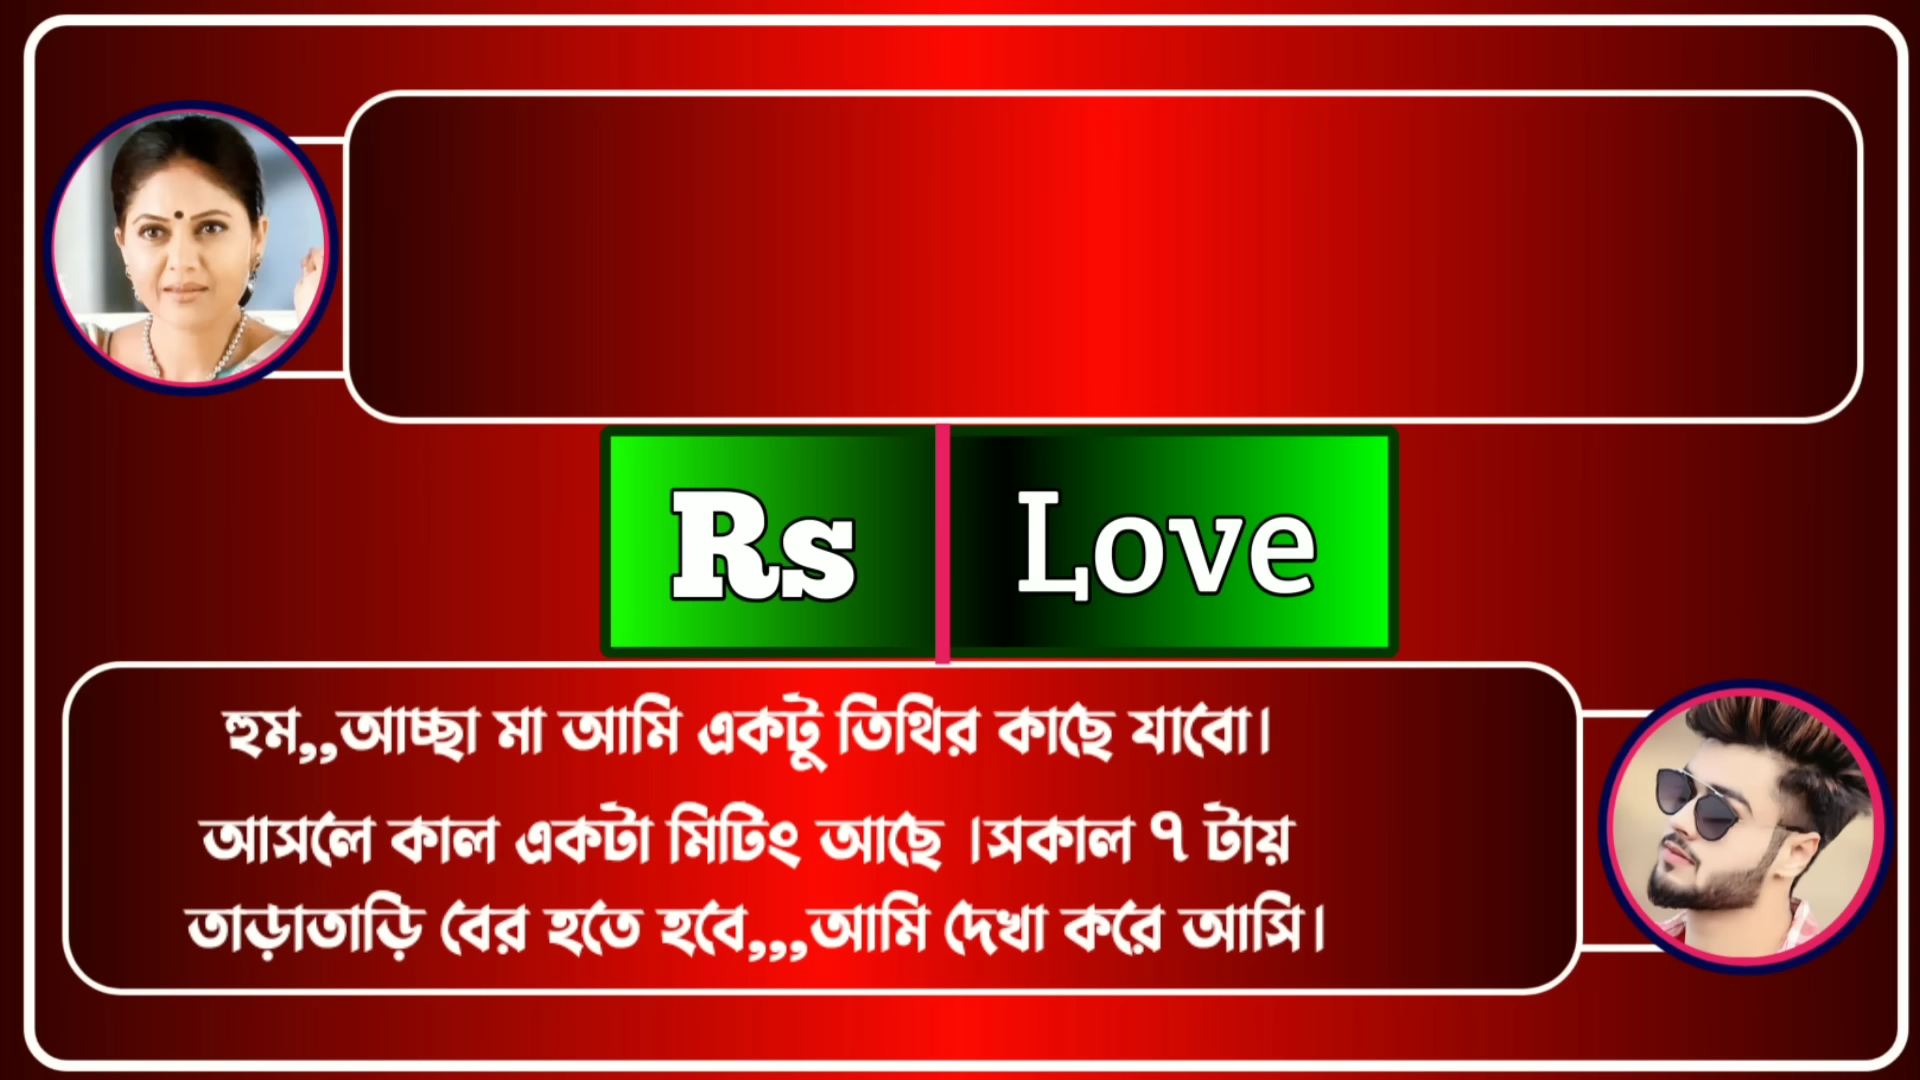 Rs Love
হুম,,আচ্ছা মা আমি একটু তিথির কাছে যাবো।
আসলে কাল একটা মিটিং আছে ।সকাল ৭ টায়
তাড়াতাড়ি বের হতে হবে,,,আমি দেখা করে আসি।